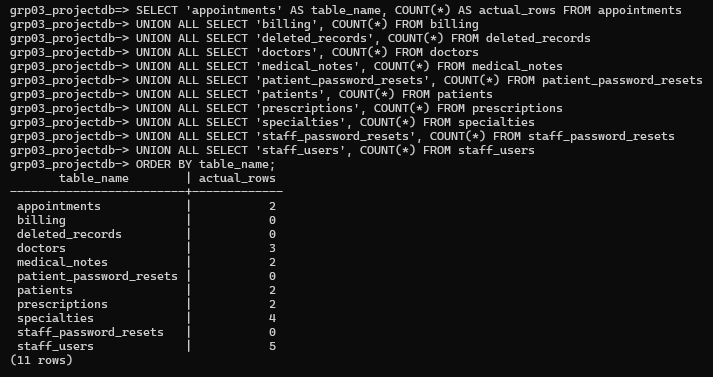 grp03_projectdb=> SELECT 'appointments' AS table_name, COUNT(*) AS actual_rows FROM appointments
grp03_projectdb-> UNION ALL SELECT 'billing', COUNT(*) FROM billing
grp03_projectdb-> UNION ALL SELECT 'deleted_records', COUNT(*) FROM deleted_records
grp03_projectdb-> UNION ALL SELECT 'doctors', COUNT(*) FROM doctors
grp03_projectdb-> UNION ALL SELECT 'medical_notes', COUNT(*) FROM medical_notes
grp03_projectdb-> UNION ALL SELECT 'patient_password_resets', COUNT(*) FROM patient_password_resets
grp03_projectdb-> UNION ALL SELECT 'patients', COUNT(*) FROM patients
grp03_projectdb-> UNION ALL SELECT 'prescriptions', COUNT(*) FROM prescriptions
grp03_projectdb-> UNION ALL SELECT 'specialties', COUNT(*) FROM specialties
grp03_projectdb-> UNION ALL SELECT 'staff_password_resets', COUNT(*) FROM staff_password_resets
grp03_projectdb-> UNION ALL SELECT 'staff_users', COUNT(*) FROM staff_users
grp03_projectdb-> ORDER BY table_name;
       table_name        | actual_rows
-------------------------+-------------
 appointments            |           2
 billing                 |           0
 deleted_records         |           0
 doctors                 |           3
 medical_notes           |           2
 patient_password_resets |           0
 patients                |           2
 prescriptions           |           2
 specialties             |           4
 staff_password_resets   |           0
 staff_users             |           5
(11 rows)